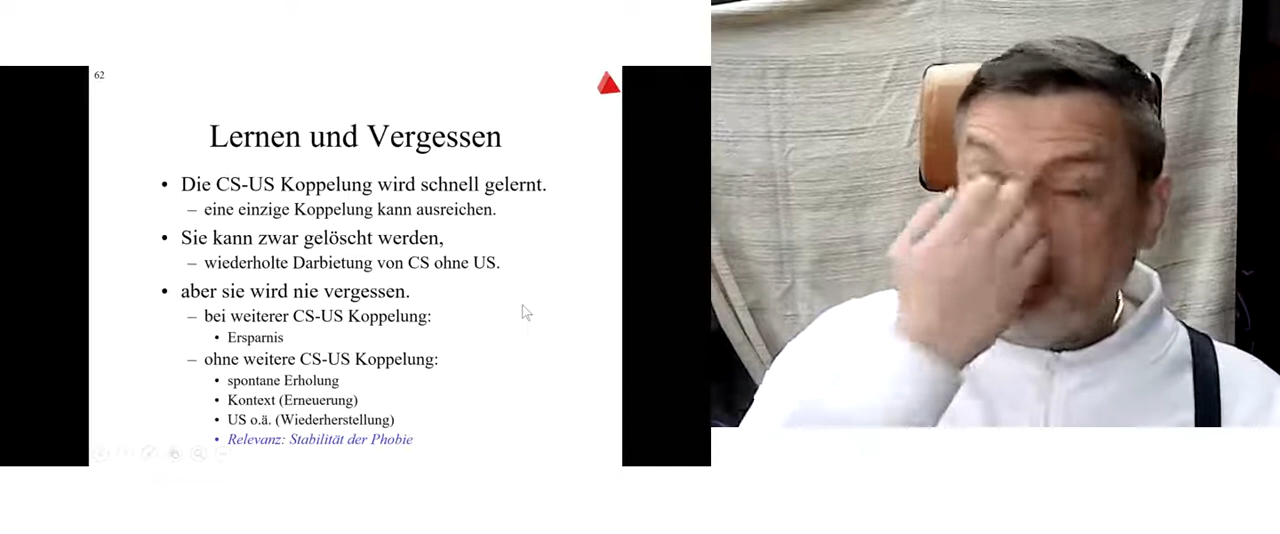 62
Lernen und Vergessen
• Die CS-US Koppelung wird schnell gelernt.
– eine einzige Koppelung kann ausreichen.
• Sie kann zwar gelöscht werden,
– wiederholte Darbietung von CS ohne US.
• aber sie wird nie vergessen.
– bei weiterer CS-US Koppelung:
• Ersparnis
– ohne weitere CS-US Koppelung:
• spontane Erholung
• Kontext (Erneuerung)
• US o.ä. (Wiederherstellung)
• Relevanz: Stabilität der Phobie